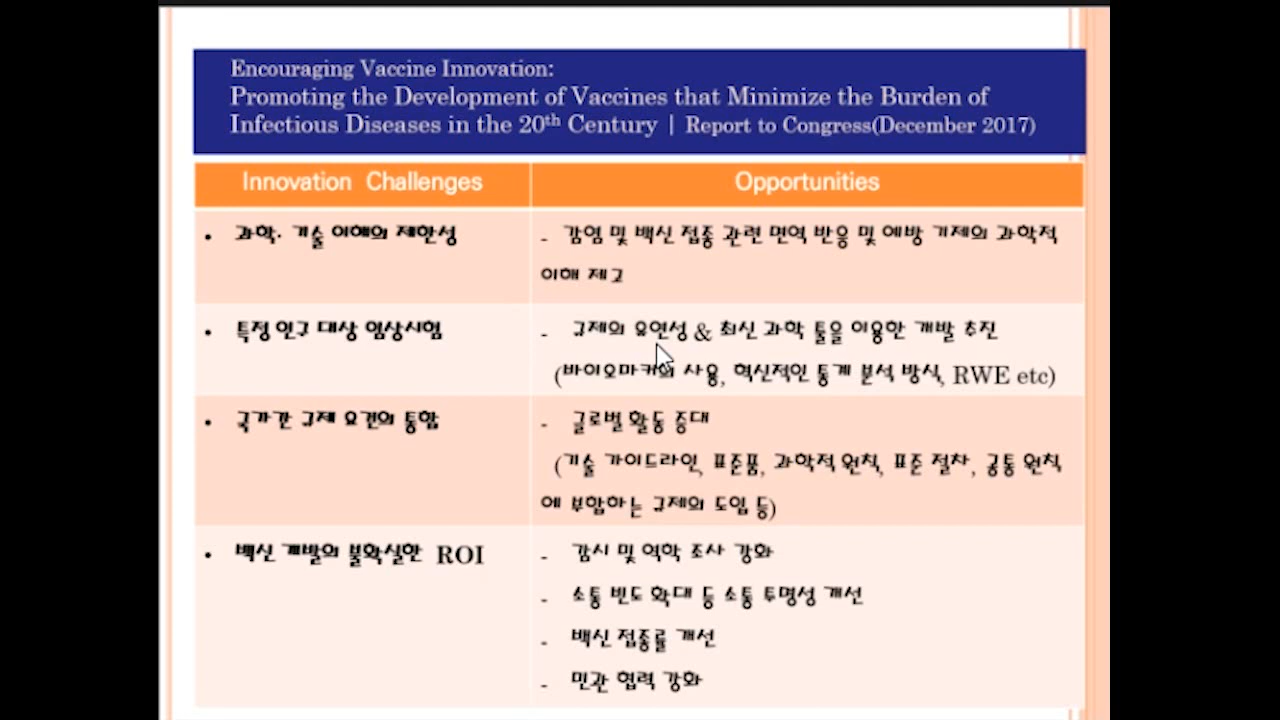 Encouraging Vaccine Innovation:
Promoting the Development of Vaccines that Minimize the Burden of
Infectious Diseases in the 20th Century | Report to Congress(December 2017)
Innovation Challenges
Opportunities
• 과학· 기술 이해의 제한성
- 감염 및 백신 접종 관련 면역 반응 및 예방 기제의 과학적
이해 제고
• 특정 인구 대상 임상시험
- 규제의 유연성 & 최신 과학 툴을 이용한 개발 추진
(바이오마커의 사용, 혁신적인 통계 분석 방식, RWE etc)
• 국가간 규제 요건의 통합
- 글로벌 활동 증대
(기술 가이드라인, 표준품, 과학적 원칙, 표준 절차, 공통 원칙
에 부합하는 규제의 도입 등)
• 백신 개발의 불확실한 ROI
- 감시 및 역학 조사 강화
- 소통 빈도 확대 등 소통 투명성 개선
- 백신 접종률 개선
- 민관 협력 강화